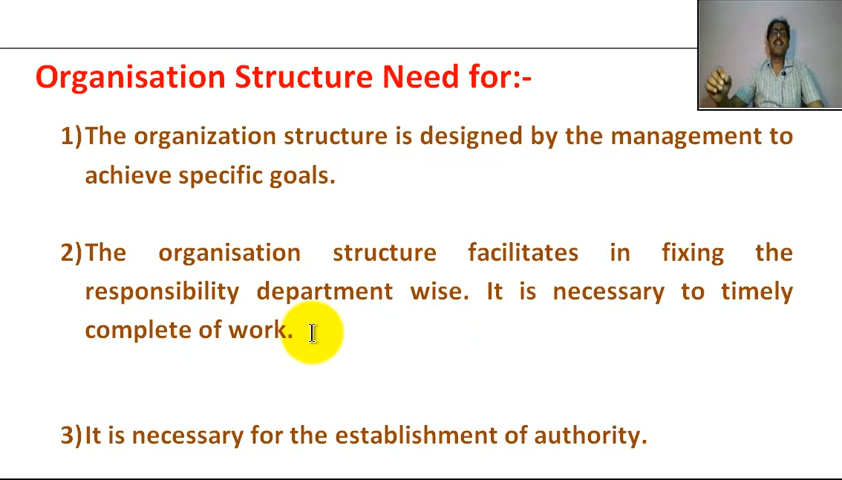 Organisation Structure Need for:-
1) The organization structure is designed by the management to
achieve specific goals.
2) The organisation structure facilitates in fixing the
responsibility department wise. It is necessary to timely
complete of work.
3) It is necessary for the establishment of authority.